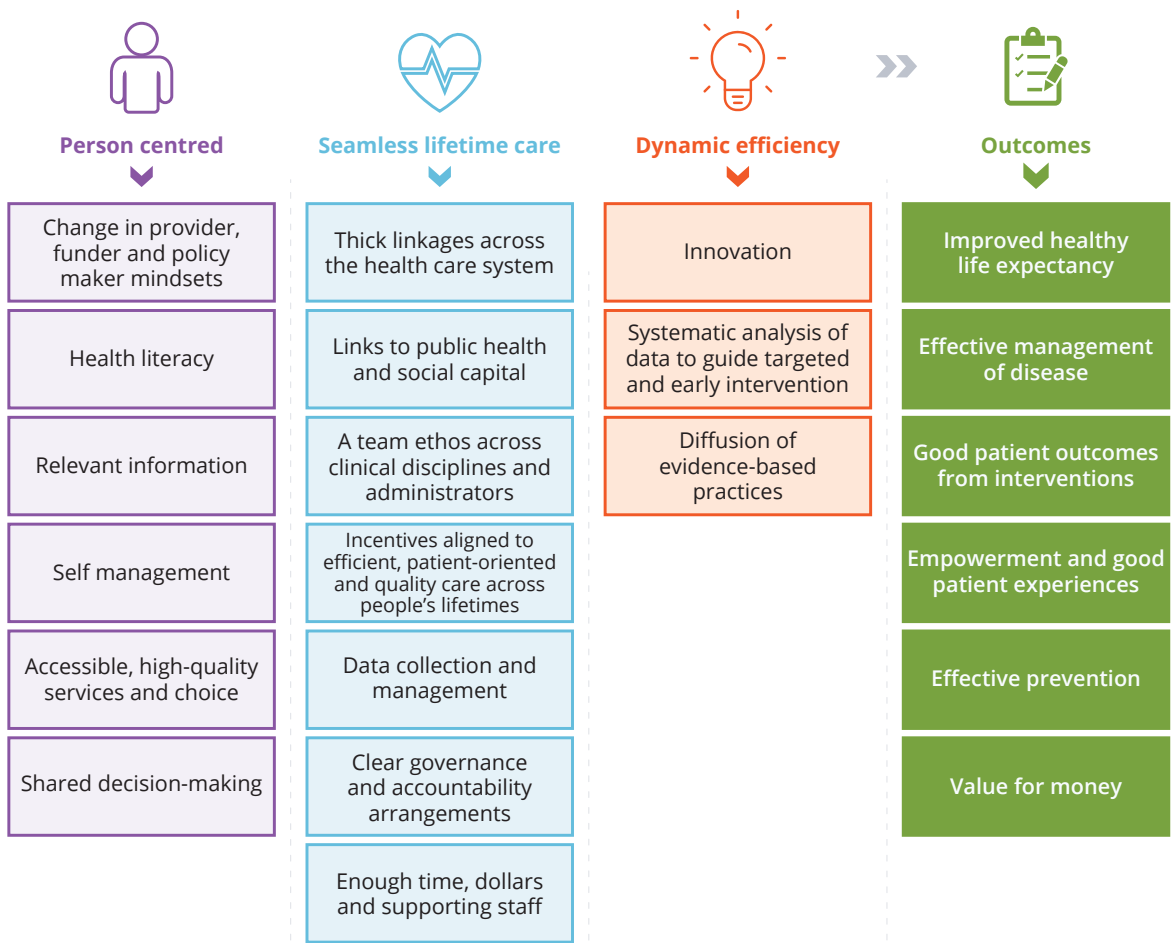 Person centred
Change in provider,
funder and policy
maker mindsets
Health literacy
Relevant information
Self management
Accessible, high-quality
services and choice
Shared decision-making
Seamless lifetime care
Thick linkages across
the health care system
Links to public health
and social capital
A team ethos across
clinical disciplines and
administrators
Incentives aligned to
efficient, patient-oriented
and quality care across
people’s lifetimes
Data collection and
management
Clear governance
and accountability
arrangements
Enough time, dollars
and supporting staff
Dynamic efficiency
Innovation
Systematic analysis of
data to guide targeted
and early intervention
Diffusion of
evidence-based
practices
Outcomes
Improved healthy
life expectancy
Effective management
of disease
Good patient outcomes
from interventions
Empowerment and good
patient experiences
Effective prevention
Value for money